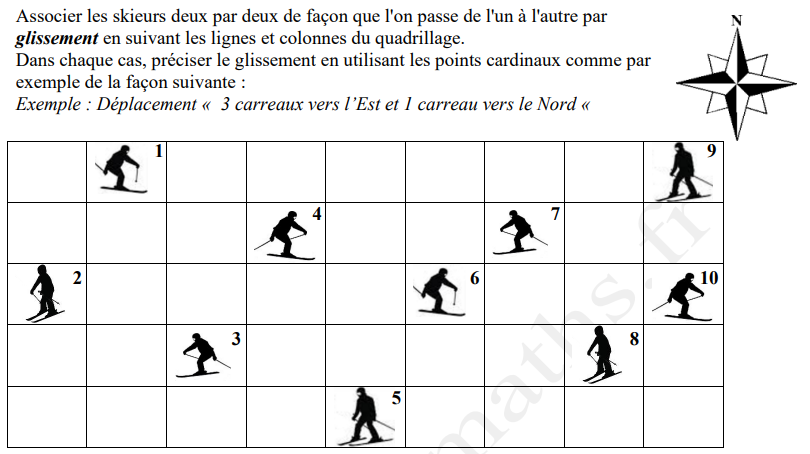 Associer les skieurs deux par deux de façon que l'on passe de l'un à l'autre par
glissement en suivant les lignes et colonnes du quadrillage.
Dans chaque cas, préciser le glissement en utilisant les points cardinaux comme par
exemple de la façon suivante :
Exemple : Déplacement « 3 carreaux vers l'Est et 1 carreau vers le Nord «
N
1
9
4
7
2
6
10
3
8
5
maths.fr